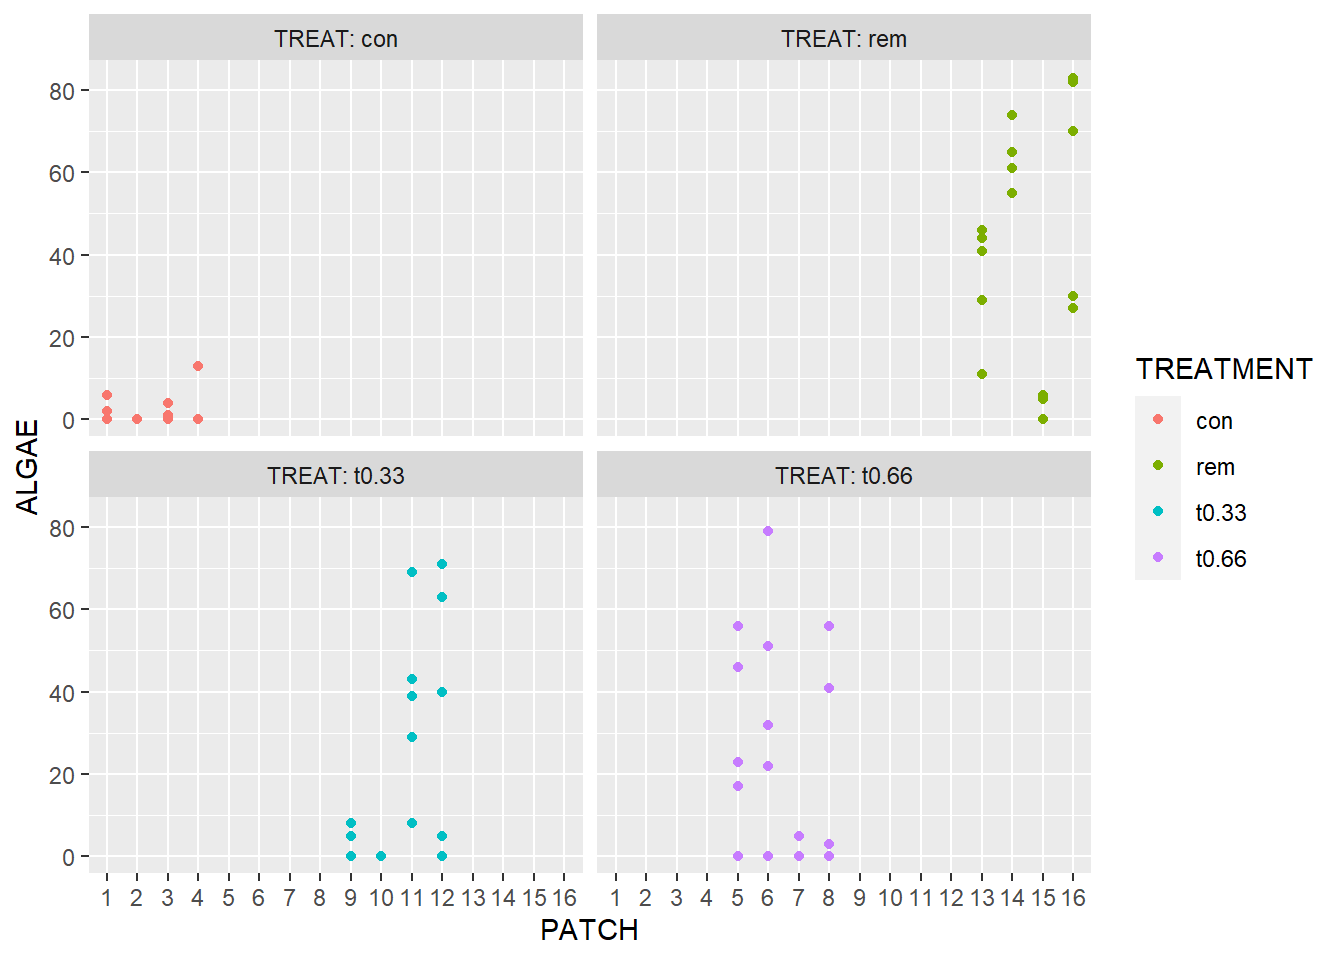 TREAT: con
TREAT: rem
80
60
40
20
0
TREAT: t0.33
TREAT: t0.66
80
60
40
20
0
1 2 3 4 5 6 7 8 9 10 11 12 13 14 15 16
1 2 3 4 5 6 7 8 9 10 11 12 13 14 15 16
PATCH
ALGAE
TREATMENT
con
rem
t0.33
t0.66